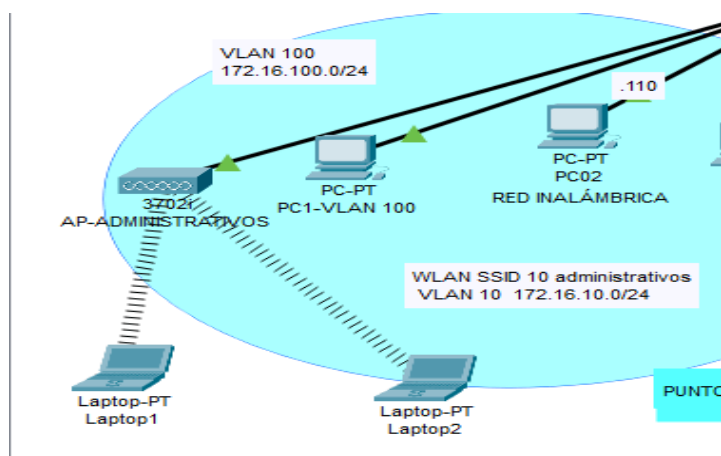 VLAN 100
172.16.100.0/24
.110
3702i
AP-ADMINISTRATIVOS
PC-PT
PC1-VLAN 100
PC-PT
PC02
RED INALÁMBRICA
WLAN SSID 10 administrativos
VLAN 10 172.16.10.0/24
Laptop-PT
Laptop1
Laptop-PT
Laptop2
PUNTO